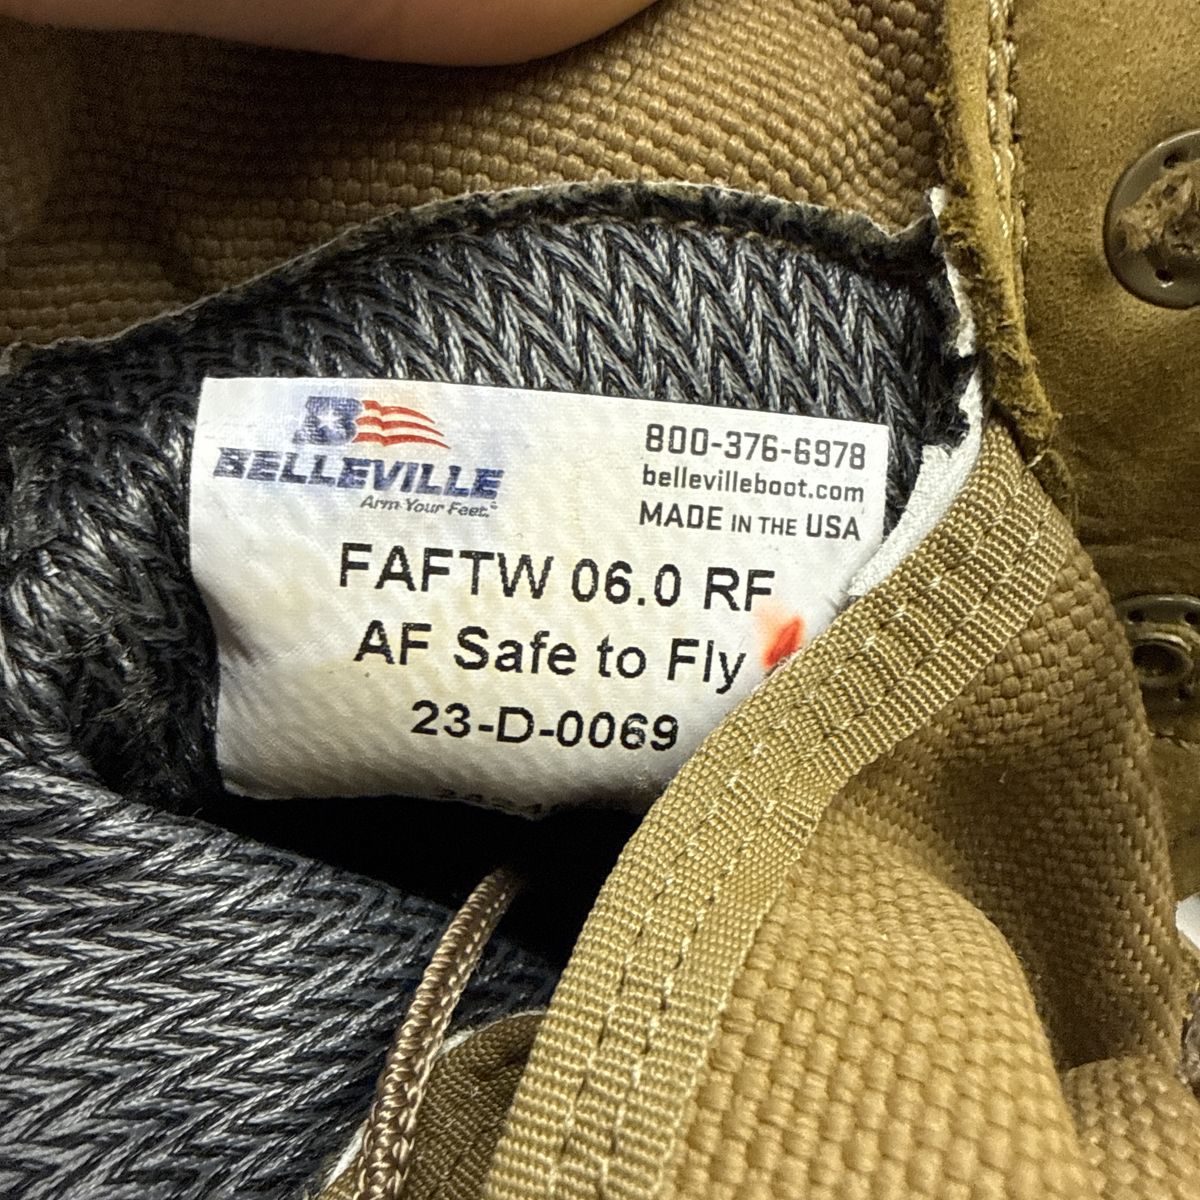 B
BELLEVILLE
Arm Your Feet.®
800-376-6978
bellevilleboot.com
MADE IN THE USA
FAFTW 06.0 RF
AF Safe to Fly
23-D-0069